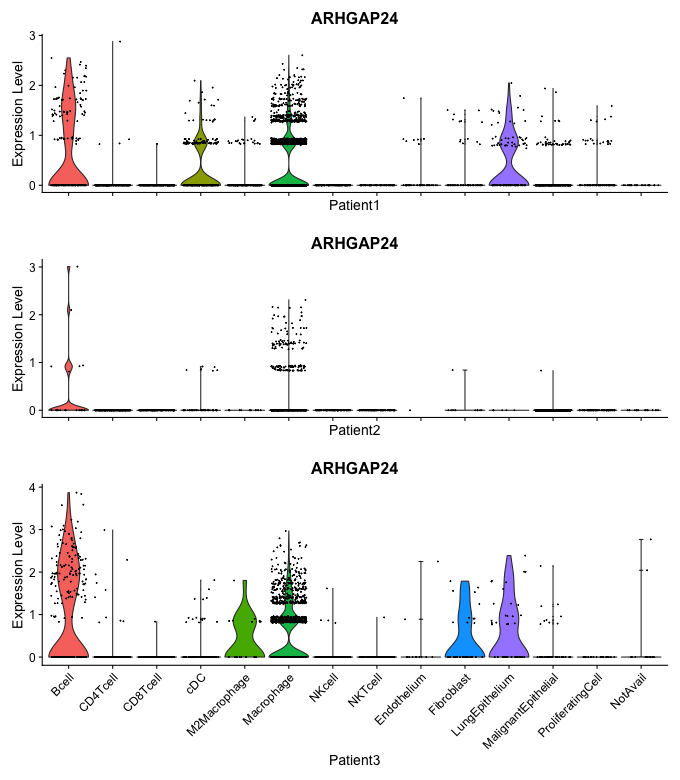 ARHGAP24
Expression Level
3
2
1
0
Patient1
ARHGAP24
Expression Level
3
2
1
0
Patient2
ARHGAP24
Expression Level
4
3
2
1
0
Bcell
CD4Tcell
CD8Tcell
cDC
M2Macrophage
Macrophage
NKcell
NKTcell
Endothelium
Fibroblast
LungEpithelium
MalignantEpithelial
ProliferatingCell
NotAvail
Patient3